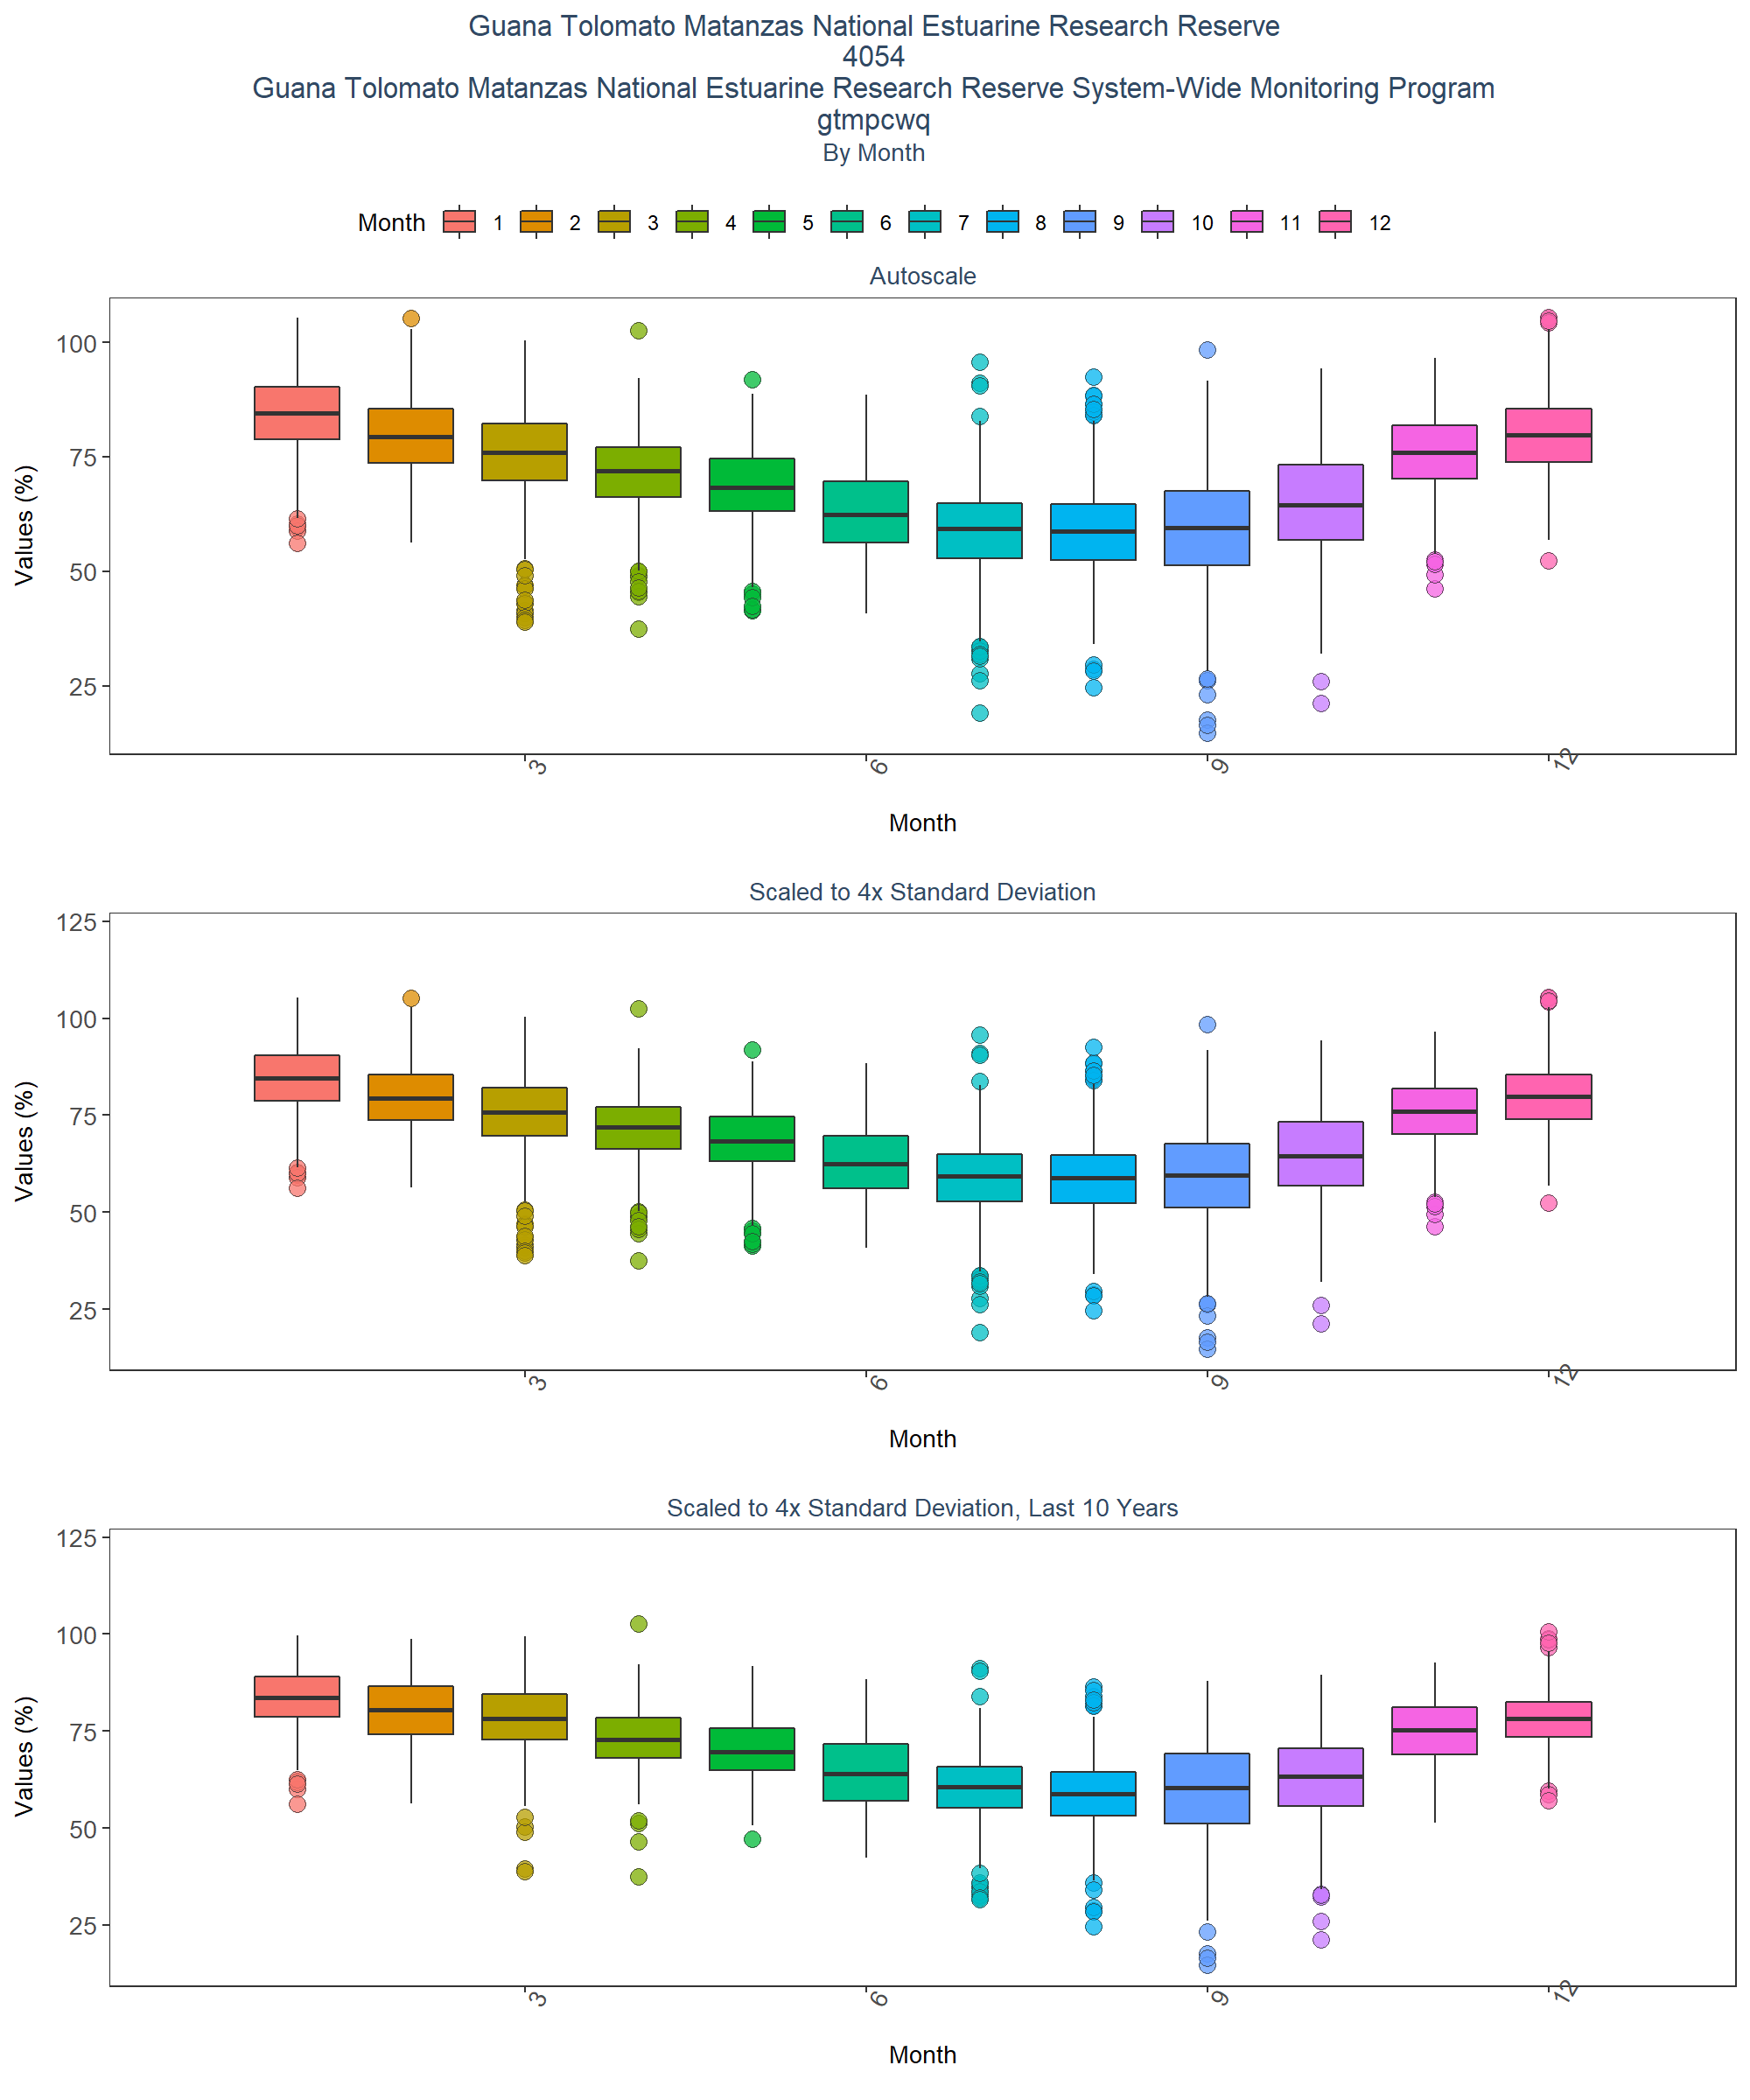 Guana Tolomato Matanzas National Estuarine Research Reserve
4054
Guana Tolomato Matanzas National Estuarine Research Reserve System-Wide Monitoring Program
gtmpcwq
By Month
Month 1 2 3 4 5 6 7 8 9 10 11 12
Autoscale
Values (%)
100
75
50
25
3 6 9 12
Month
Scaled to 4x Standard Deviation
Values (%)
125
100
75
50
25
3 6 9 12
Month
Scaled to 4x Standard Deviation, Last 10 Years
Values (%)
125
100
75
50
25
3 6 9 12
Month